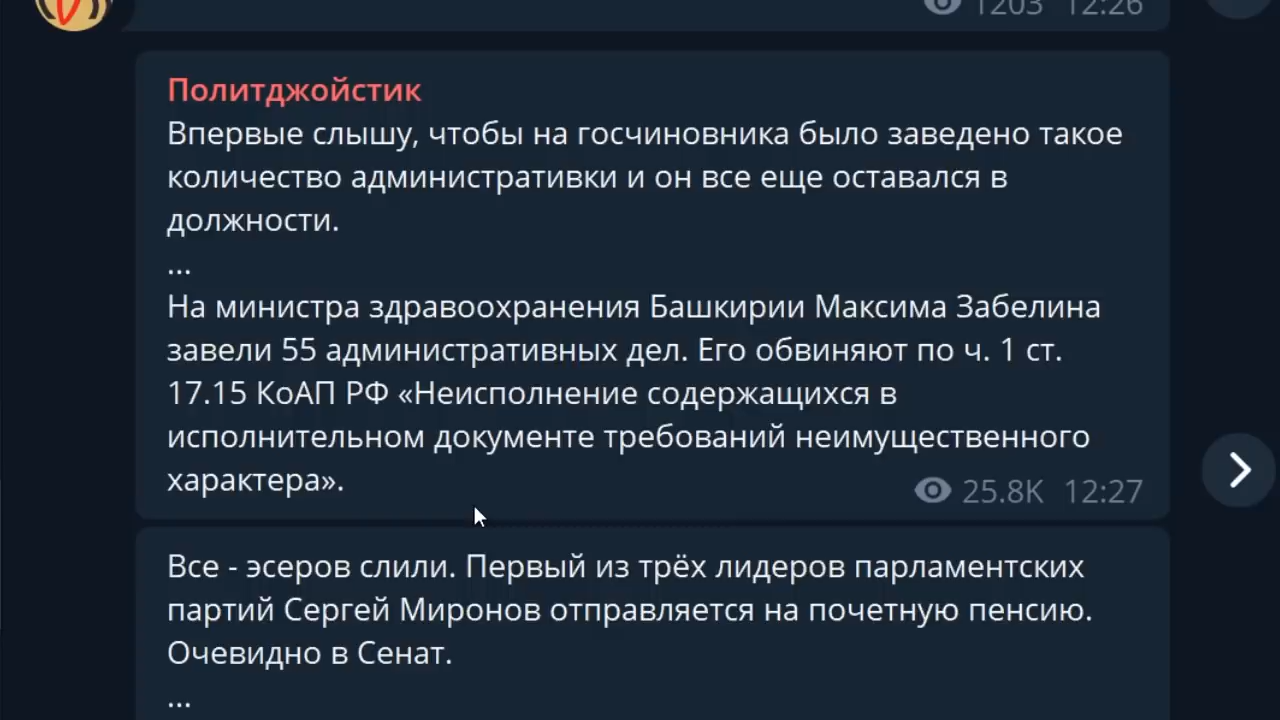 1203 12:26
Политджойстик
Впервые слышу, чтобы на госчиновника было заведено такое
количество административки и он все еще оставался в
должности.
...
На министра здравоохранения Башкирии Максима Забелина
завели 55 административных дел. Его обвиняют по ч. 1 ст.
17.15 КоАП РФ «Неисполнение содержащихся в
исполнительном документе требований неимущественного
характера».
25.8K 12:27
Все - эсеров слили. Первый из трёх лидеров парламентских
партий Сергей Миронов отправляется на почетную пенсию.
Очевидно в Сенат.
...